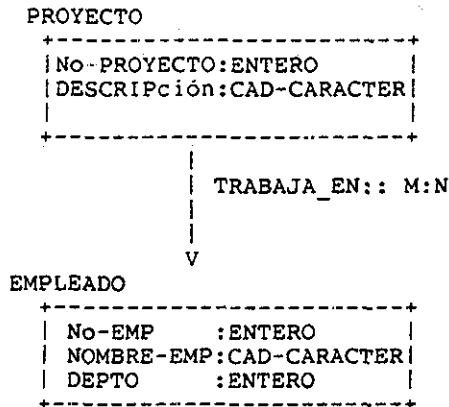 PROYECTO
No-PROYECTO:ENTERO
DESCRIPción:CAD-CARACTER
TRABAJA_EN:: M:N
EMPLEADO
No-EMP :ENTERO
NOMBRE-EMP:CAD-CARACTER
DEPTO :ENTERO